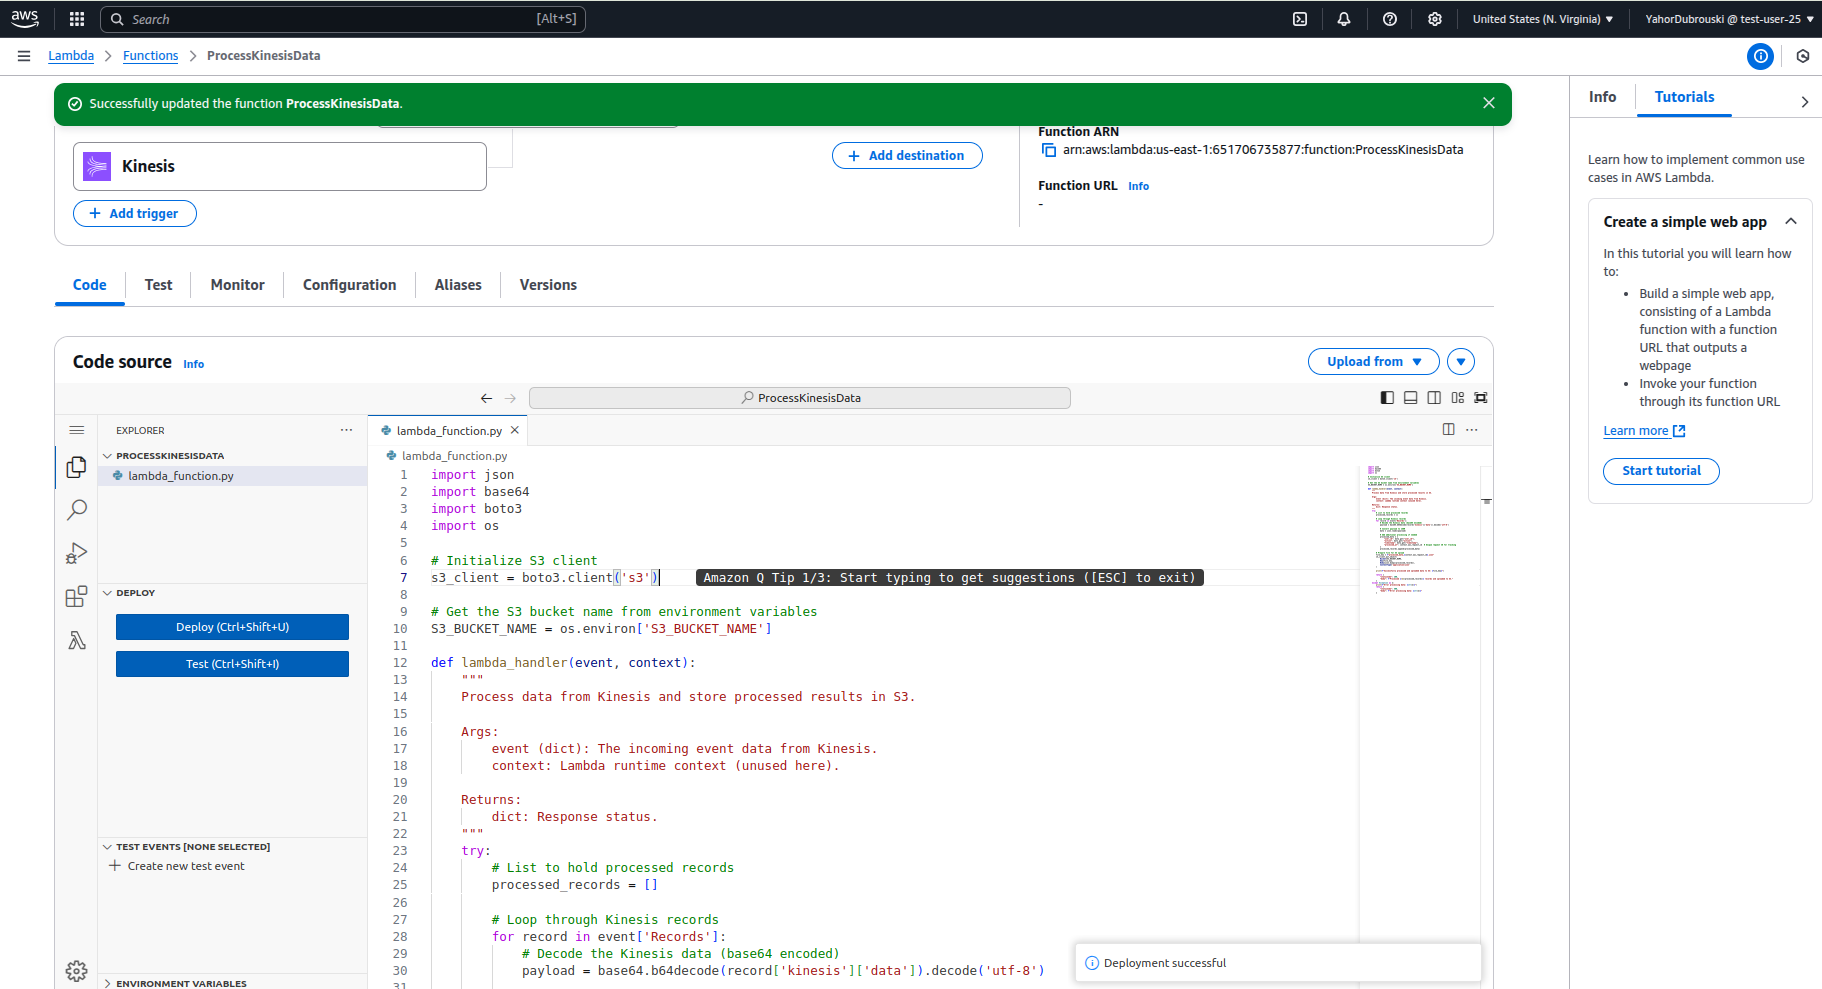 aws
Search
[Alt+S]
United States (N. Virginia)
YahorDubrouski @ test-user-25
Lambda
Functions
ProcessKinesisData
Successfully updated the function ProcessKinesisData.
Kinesis
Add trigger
Add destination
Function ARN
arn:aws:lambda:us-east-1:651706735877:function:ProcessKinesisData
Function URL Info
-
Code
Test
Monitor
Configuration
Aliases
Versions
Code source Info
Upload from
ProcessKinesisData
EXPLORER
PROCESSKINESISDATA
lambda_function.py
DEPLOY
Deploy (Ctrl+Shift+U)
Test (Ctrl+Shift+I)
TEST EVENTS [NONE SELECTED]
Create new test event
ENVIRONMENT VARIABLES
lambda_function.py
lambda_function.py
1 import json
2 import base64
3 import boto3
4 import os
5
6 # Initialize S3 client
7 s3_client = boto3.client('s3') Amazon Q Tip 1/3: Start typing to get suggestions ([ESC] to exit)
8
9 # Get the S3 bucket name from environment variables
10 S3_BUCKET_NAME = os.environ['S3_BUCKET_NAME']
11
12 def lambda_handler(event, context):
13 """
14 Process data from Kinesis and store processed results in S3.
15
16 Args:
17 event (dict): The incoming event data from Kinesis.
18 context: Lambda runtime context (unused here).
19
20 Returns:
21 dict: Response status.
22 """
23 try:
24 # List to hold processed records
25 processed_records = []
26
27 # Loop through Kinesis records
28 for record in event['Records']:
29 # Decode the Kinesis data (base64 encoded)
30 payload = base64.b64decode(record['kinesis']['data']).decode('utf-8')
31
Deployment successful
Info
Tutorials
Learn how to implement common use
cases in AWS Lambda.
Create a simple web app
In this tutorial you will learn how
to:
Build a simple web app,
consisting of a Lambda
function with a function
URL that outputs a
webpage
Invoke your function
through its function URL
Learn more
Start tutorial